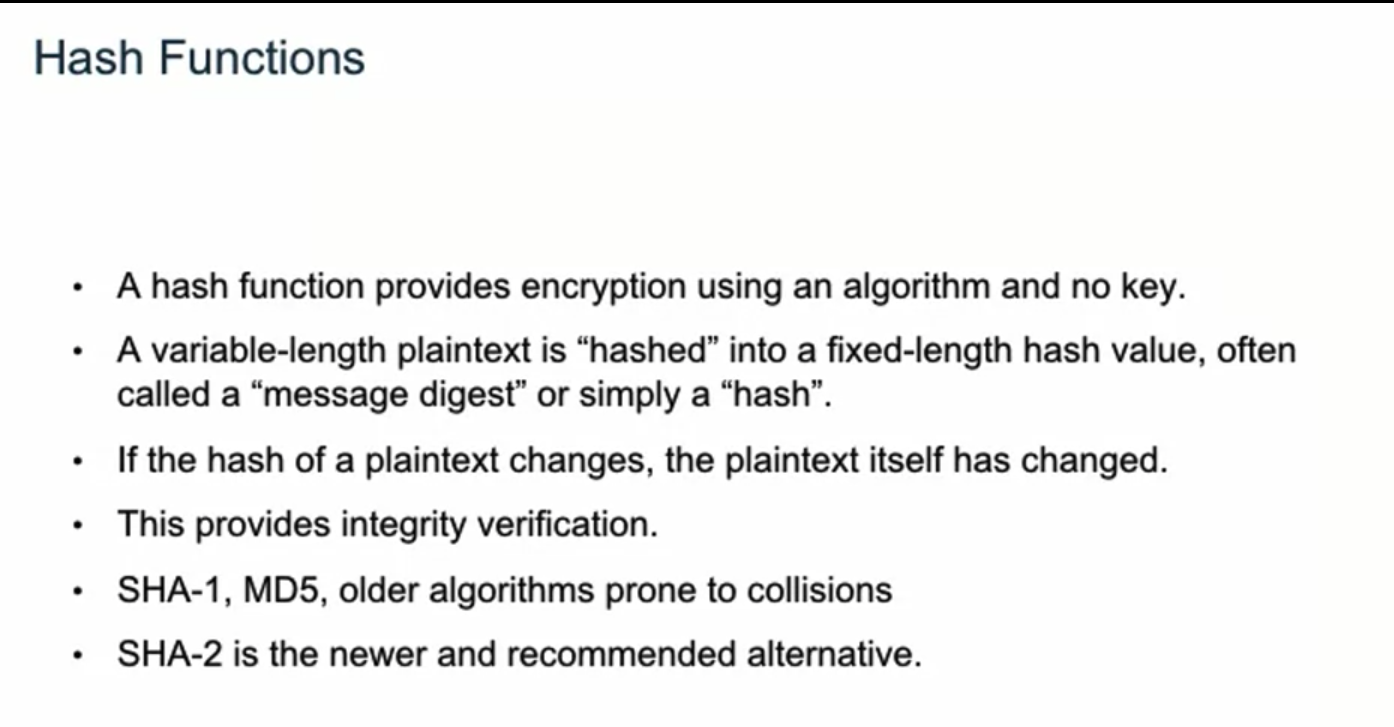 Hash Functions
• A hash function provides encryption using an algorithm and no key.
• A variable-length plaintext is “hashed” into a fixed-length hash value, often
called a “message digest” or simply a “hash”.
• If the hash of a plaintext changes, the plaintext itself has changed.
• This provides integrity verification.
• SHA-1, MD5, older algorithms prone to collisions
• SHA-2 is the newer and recommended alternative.